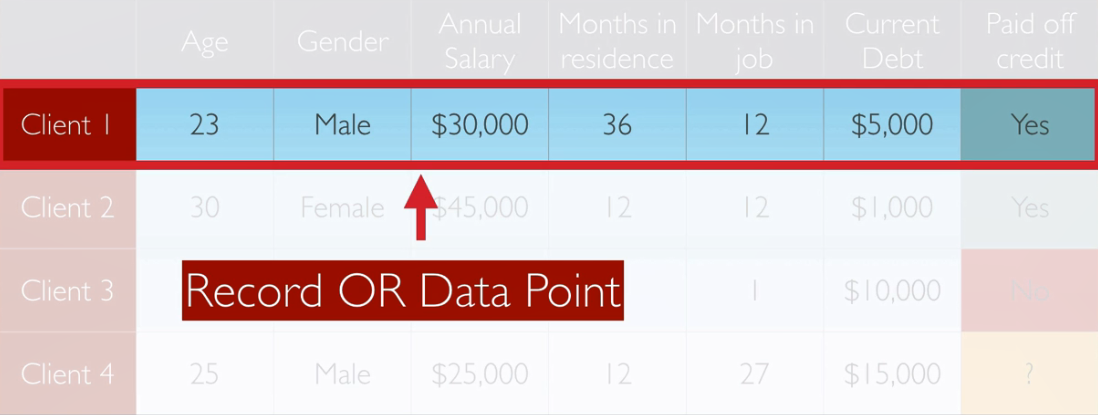 Age Gender Annual Salary Months in residence Months in job Current Debt Paid off credit
Client 1 23 Male $30,000 36 12 $5,000 Yes
Client 2 30 Female $45,000 12 12 $1,000 Yes
Client 3 1 $10,000 No
Record OR Data Point
Client 4 25 Male $25,000 12 27 $15,000 ?